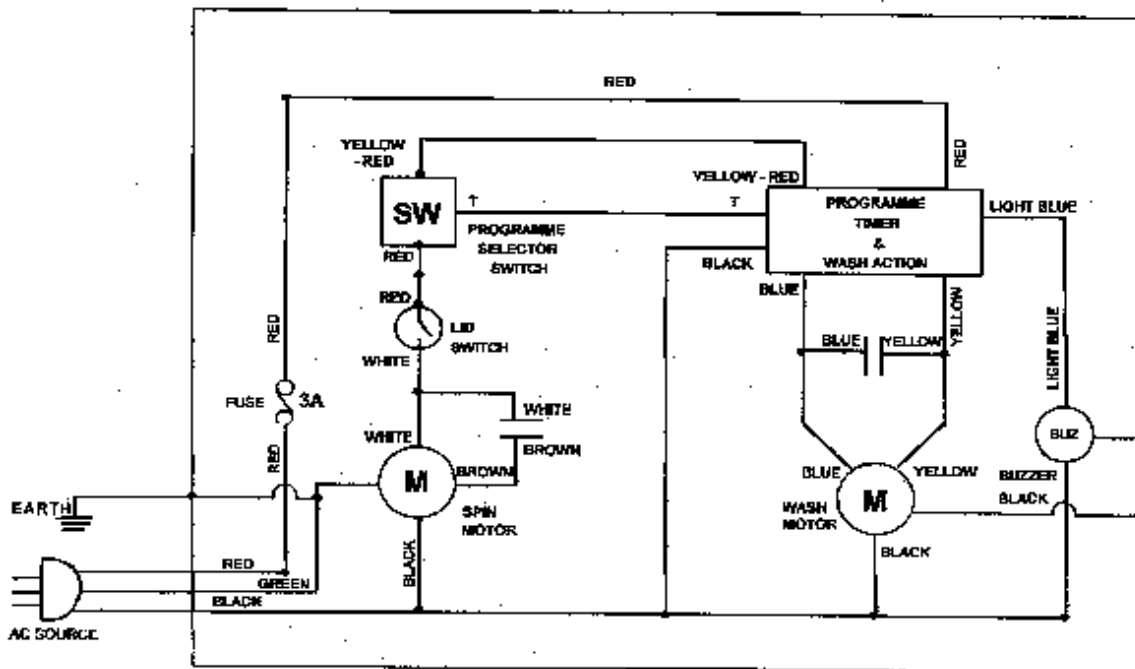 RED
YELLOW
-RED
YELLOW - RED
RED
SW
T
T
PROGRAMME
SELECTOR
SWITCH
PROGRAMME
TIMER
&
WASH ACTION
LIGHT BLUE
RED
BLACK
BLUE
YELLOW
RED
LID
SWITCH
WHITE
RED
BLUE
YELLOW
LIGHT BLUE
FUSE
3A
WHITE
BROWN
WHITE
RED
BUZ
M
BROWN
SPIN
MOTOR
BLUE
YELLOW
M
WASH
MOTOR
BUZZER
BLACK
EARTH
BLACK
BLACK
RED
GREEN
BLACK
AC SOURCE